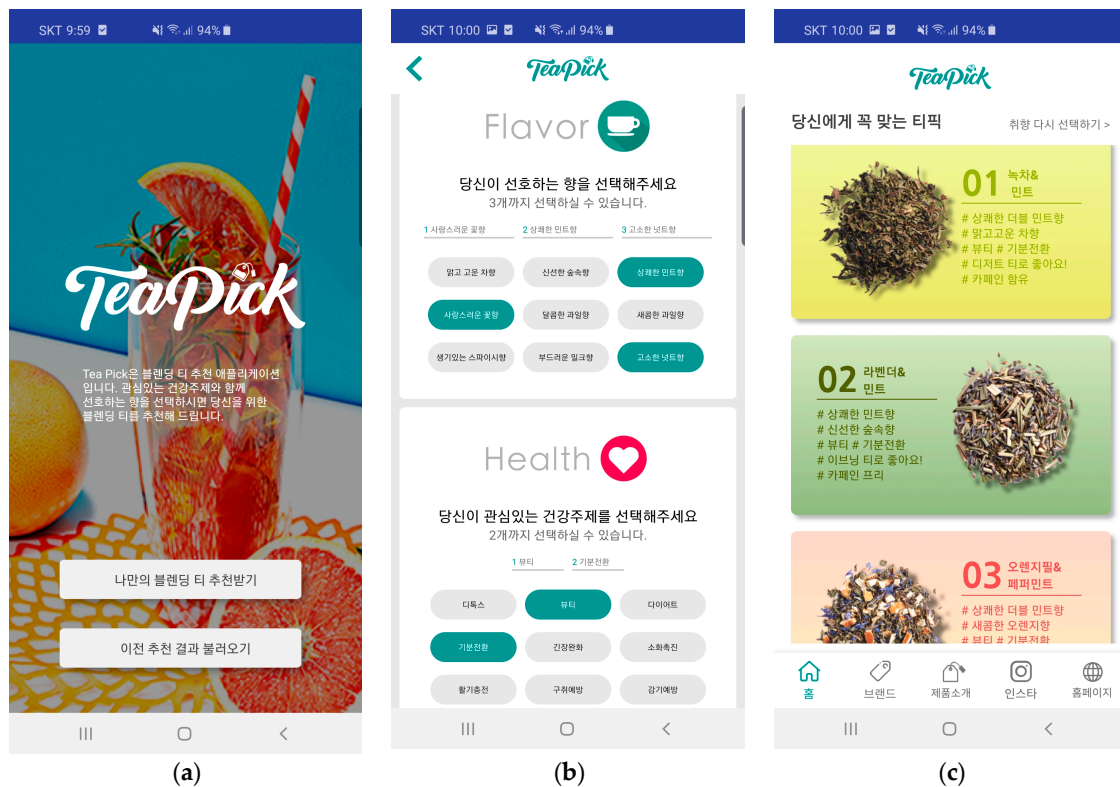 SKT 9:59 94%
TeaPick
Tea Pick은 블렌딩 티 추천 애플리케이션
입니다. 관심있는 건강주제와 함께
선호하는 향을 선택하시면 당신을 위한
블렌딩 티를 추천해 드립니다.
나만의 블렌딩 티 추천받기
이전 추천 결과 불러오기
(a)
SKT 10:00 94%
TeaPick
Flavor
당신이 선호하는 향을 선택해주세요
3개까지 선택하실 수 있습니다.
1 사랑스러운 꽃향 2 상쾌한 민트향 3 고소한 넛트향
맑고 고운 차향 신선한 숲속향 상쾌한 민트향
사랑스러운 꽃향 달콤한 과일향 새콤한 과일향
생기있는 스파이시향 부드러운 밀크향 고소한 넛트향
Health
당신이 관심있는 건강주제를 선택해주세요
2개까지 선택하실 수 있습니다.
1 뷰티 2 기분전환
디톡스 뷰티 다이어트
기분전환 긴장완화 소화촉진
활기충전 구취예방 감기예방
(b)
SKT 10:00 94%
TeaPick
당신에게 꼭 맞는 티픽 취향 다시 선택하기 >
01 녹차&
민트
# 상쾌한 더블 민트향
# 맑고고운 차향
# 뷰티 # 기분전환
# 디저트 티로 좋아요!
# 카페인 함유
02 라벤더&
민트
# 상쾌한 민트향
# 신선한 숲속향
# 뷰티 # 기분전환
# 이브닝 티로 좋아요!
# 카페인 프리
03 오렌지필&
페퍼민트
# 상쾌한 더블 민트향
# 새콤한 오렌지향
# 뷰티 # 기분전환
홈 브랜드 제품소개 인스타 홈페이지
(c)